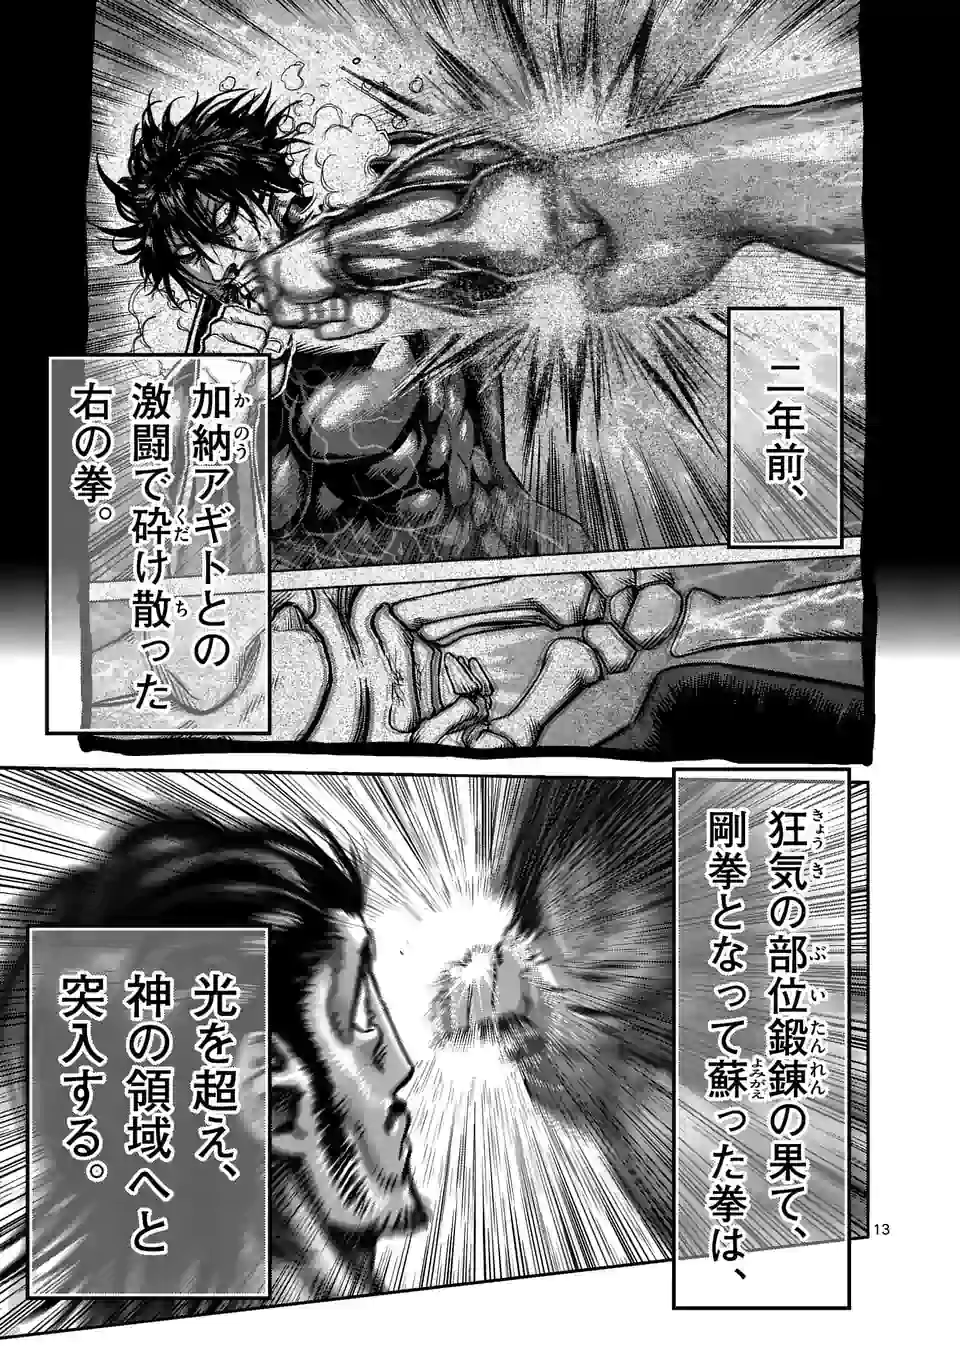 二年前、
加納アギトとの
激闘で砕け散った
右の拳。
狂気の部位鍛錬の果て、
剛拳となって蘇った拳は、
光を超え、
神の領域へと
突入する。
13